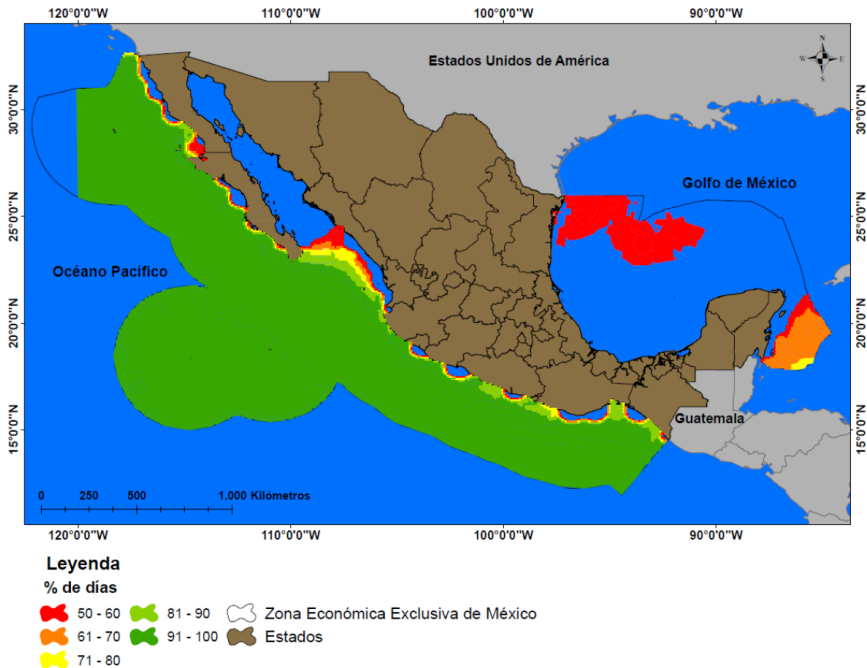 120°0'0"W 110°0'0"W 100°0'0"W 90°0'0"W
N
W E
S
Estados Unidos de América
30°0'0"N 30°0'0"N
Golfo de México
25°0'0"N 25°0'0"N
Océano Pacífico
20°0'0"N 20°0'0"N
Guatemala
15°0'0"N 15°0'0"N
0 250 500 1,000 Kilómetros
120°0'0"W 110°0'0"W 100°0'0"W 90°0'0"W
Leyenda
% de días
50 - 60 81 - 90 Zona Económica Exclusiva de México
61 - 70 91 - 100 Estados
71 - 80